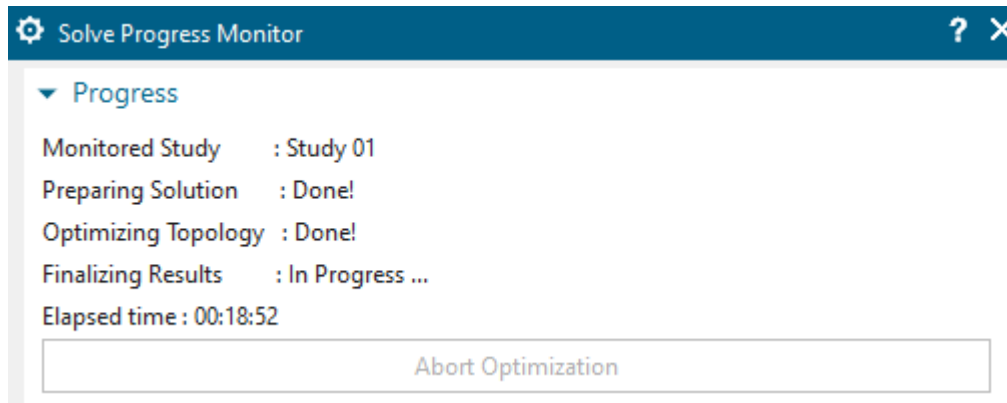 Solve Progress Monitor ?
Progress
Monitored Study : Study 01
Preparing Solution : Done!
Optimizing Topology : Done!
Finalizing Results : In Progress ...
Elapsed time : 00:18:52
Abort Optimization